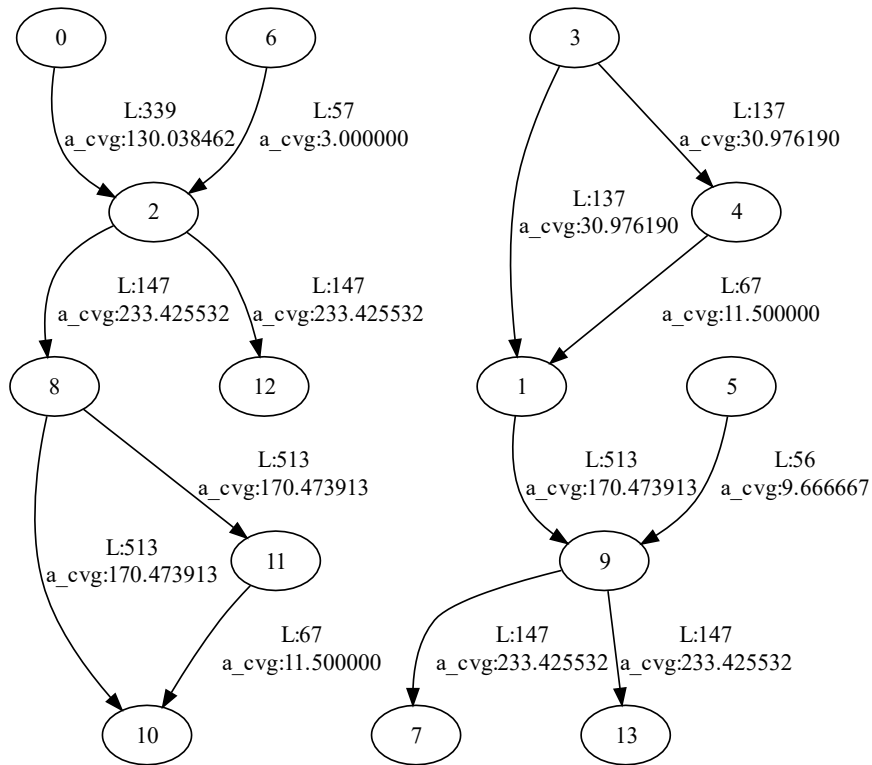 0
6
3
L:339
a_cvg:130.038462
L:57
a_cvg:3.000000
L:137
a_cvg:30.976190
2
L:137
a_cvg:30.976190
4
L:147
a_cvg:233.425532
L:147
a_cvg:233.425532
L:67
a_cvg:11.500000
8
12
1
5
L:513
a_cvg:170.473913
L:513
a_cvg:170.473913
L:56
a_cvg:9.666667
L:513
a_cvg:170.473913
11
9
L:67
a_cvg:11.500000
L:147
a_cvg:233.425532
L:147
a_cvg:233.425532
10
7
13